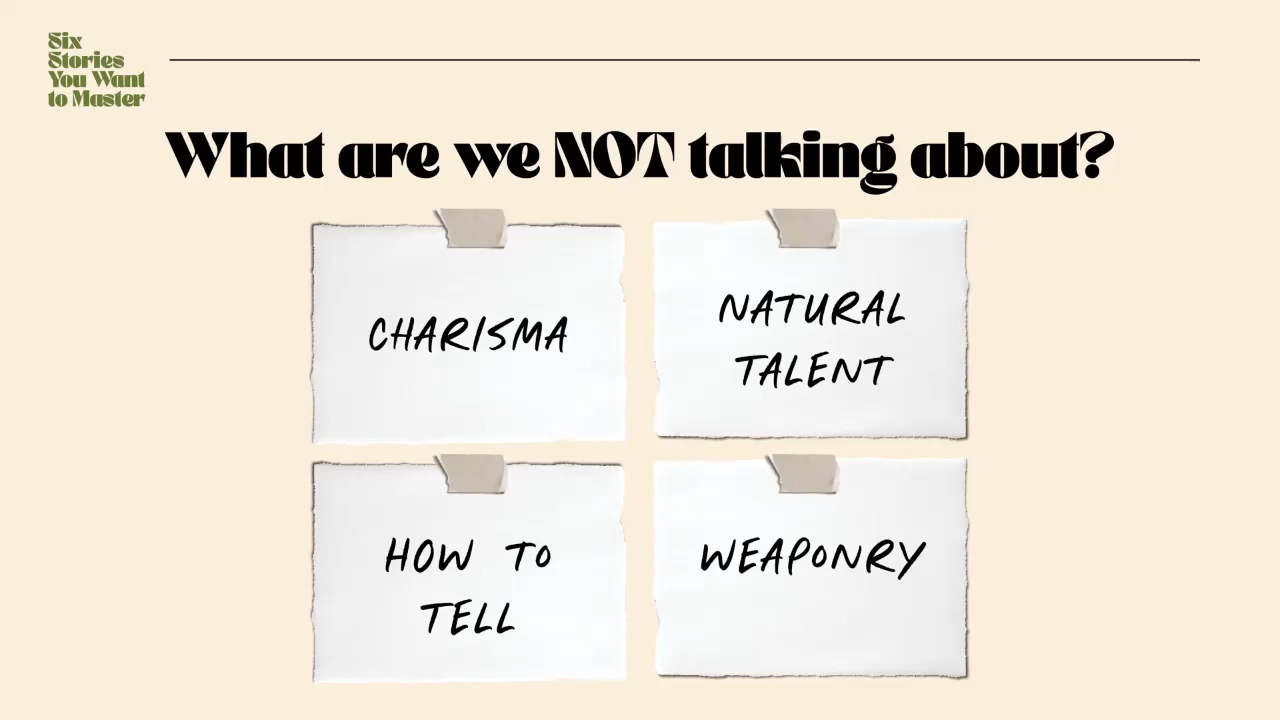 Six
Stories
You Want
to Master
What are we NOT talking about?
CHARISMA
NATURAL
TALENT
HOW TO
TELL
WEAPONRY